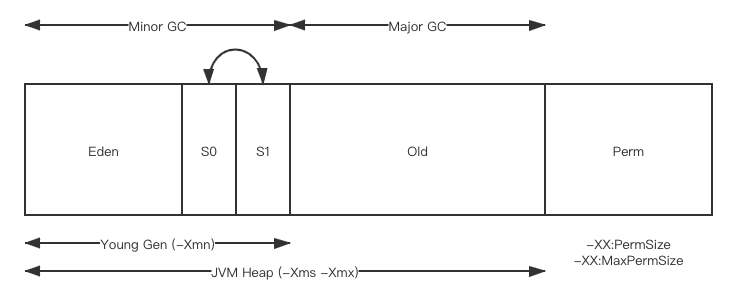 Minor GC
Major GC
Eden
S0
S1
Old
Perm
Young Gen (-Xmn)
-XX:PermSize
-XX:MaxPermSize
JVM Heap (-Xms -Xmx)